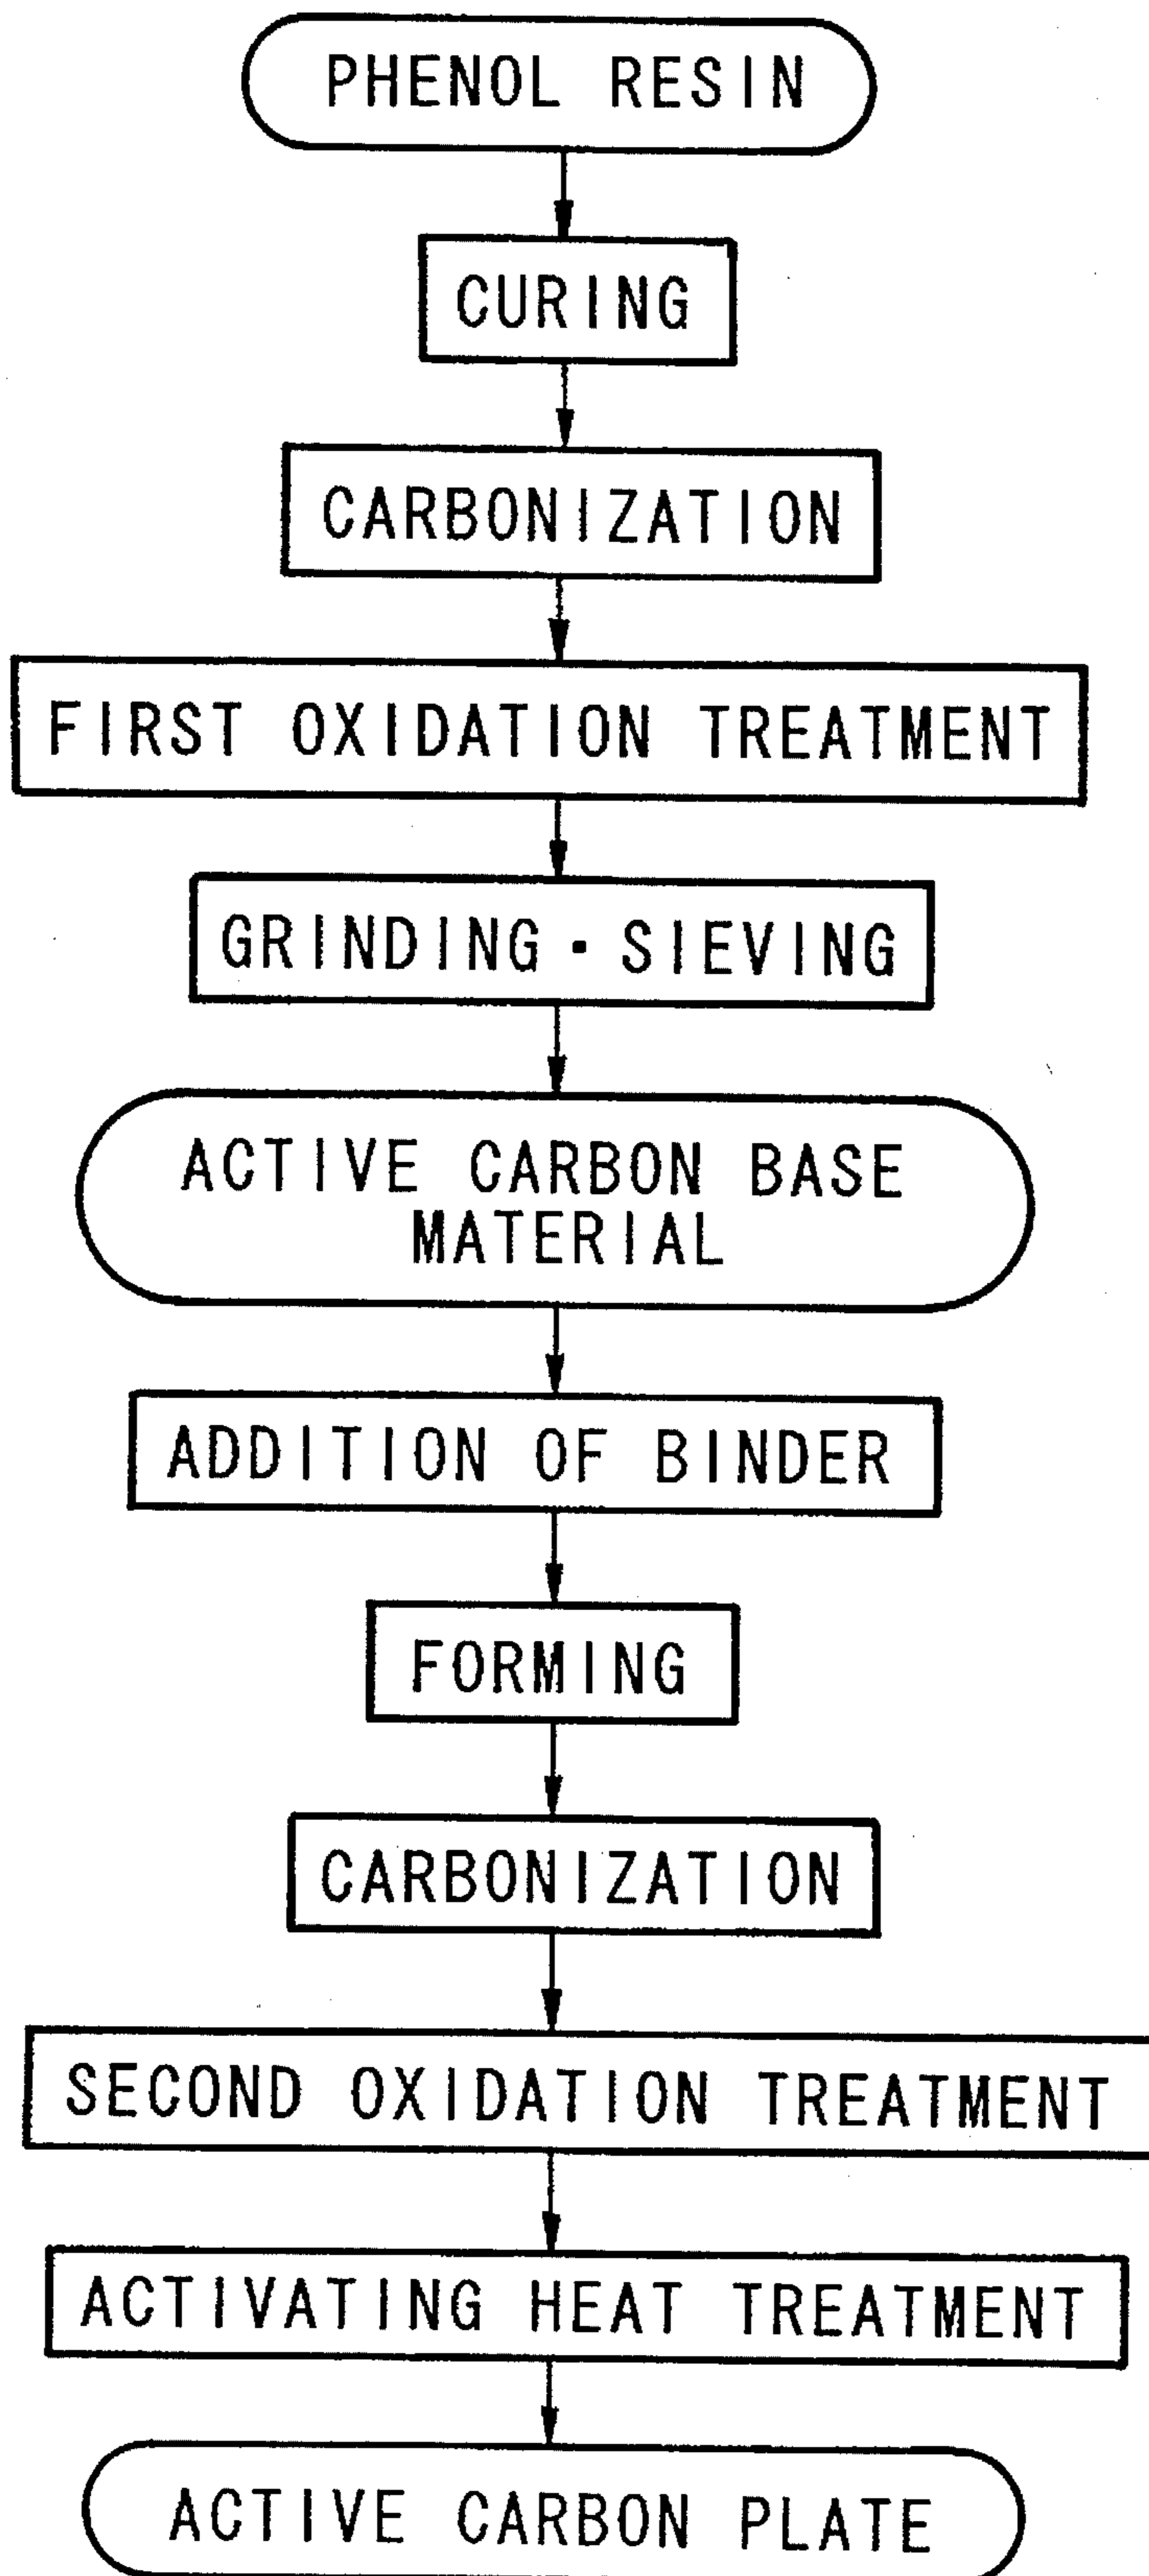 PHENOL RESIN
CURING
CARBONIZATION
FIRST OXIDATION TREATMENT
GRINDING・SIEVING
ACTIVE CARBON BASE
MATERIAL
ADDITION OF BINDER
FORMING
CARBONIZATION
SECOND OXIDATION TREATMENT
ACTIVATING HEAT TREATMENT
ACTIVE CARBON PLATE